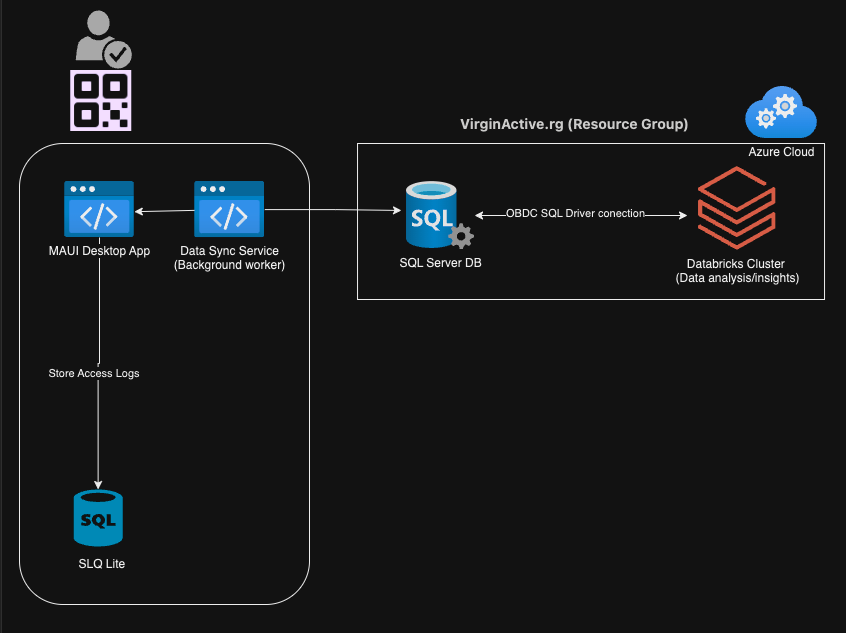 VirginActive.rg (Resource Group)
Azure Cloud
MAUI Desktop App
Data Sync Service
(Background worker)
SQL
SQL Server DB
OBDC SQL Driver conection
Databricks Cluster
(Data analysis/insights)
Store Access Logs
SQL
SLQ Lite